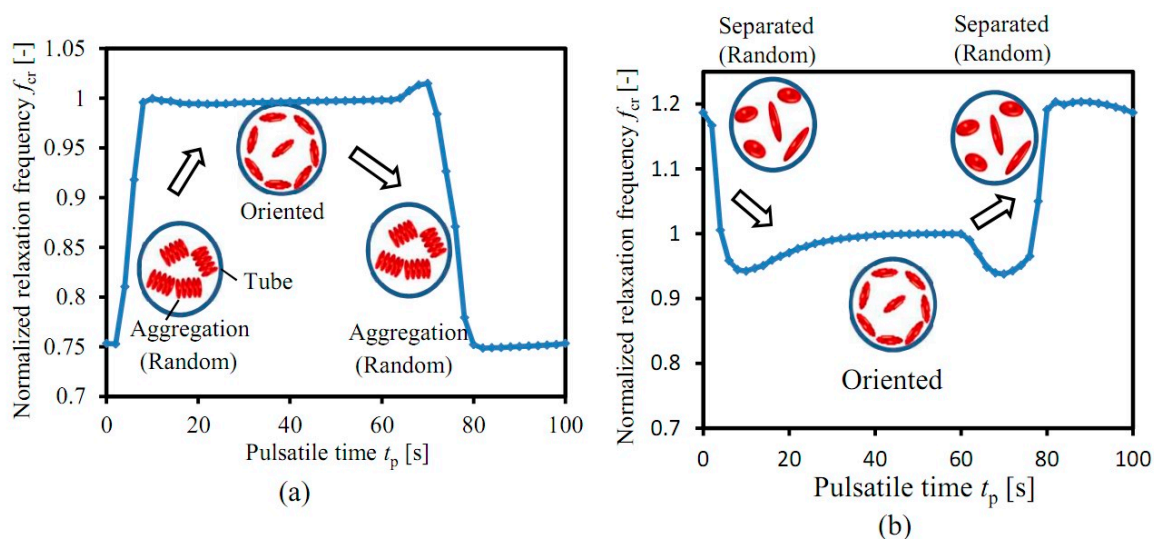 Normalized relaxation frequency fcr [-]
1.05
1
0.95
0.9
0.85
0.8
0.75
0.7
Oriented
Tube
Aggregation
(Random)
Aggregation
(Random)
0 20 40 60 80 100
Pulsatile time tp [s]
(a)
Separated
(Random)
Separated
(Random)
Normalized relaxation frequency fcr [-]
1.2
1.1
1
0.9
0.8
0.7
Oriented
0 20 40 60 80 100
Pulsatile time tp [s]
(b)